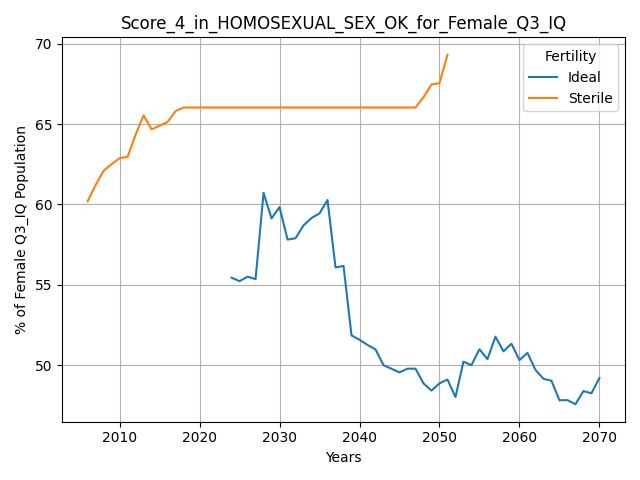 Score_4_in_HOMOSEXUAL_SEX_OK_for_Female_Q3_IQ
70
65
60
55
50
% of Female Q3_IQ Population
Fertility
Ideal
Sterile
2010 2020 2030 2040 2050 2060 2070
Years